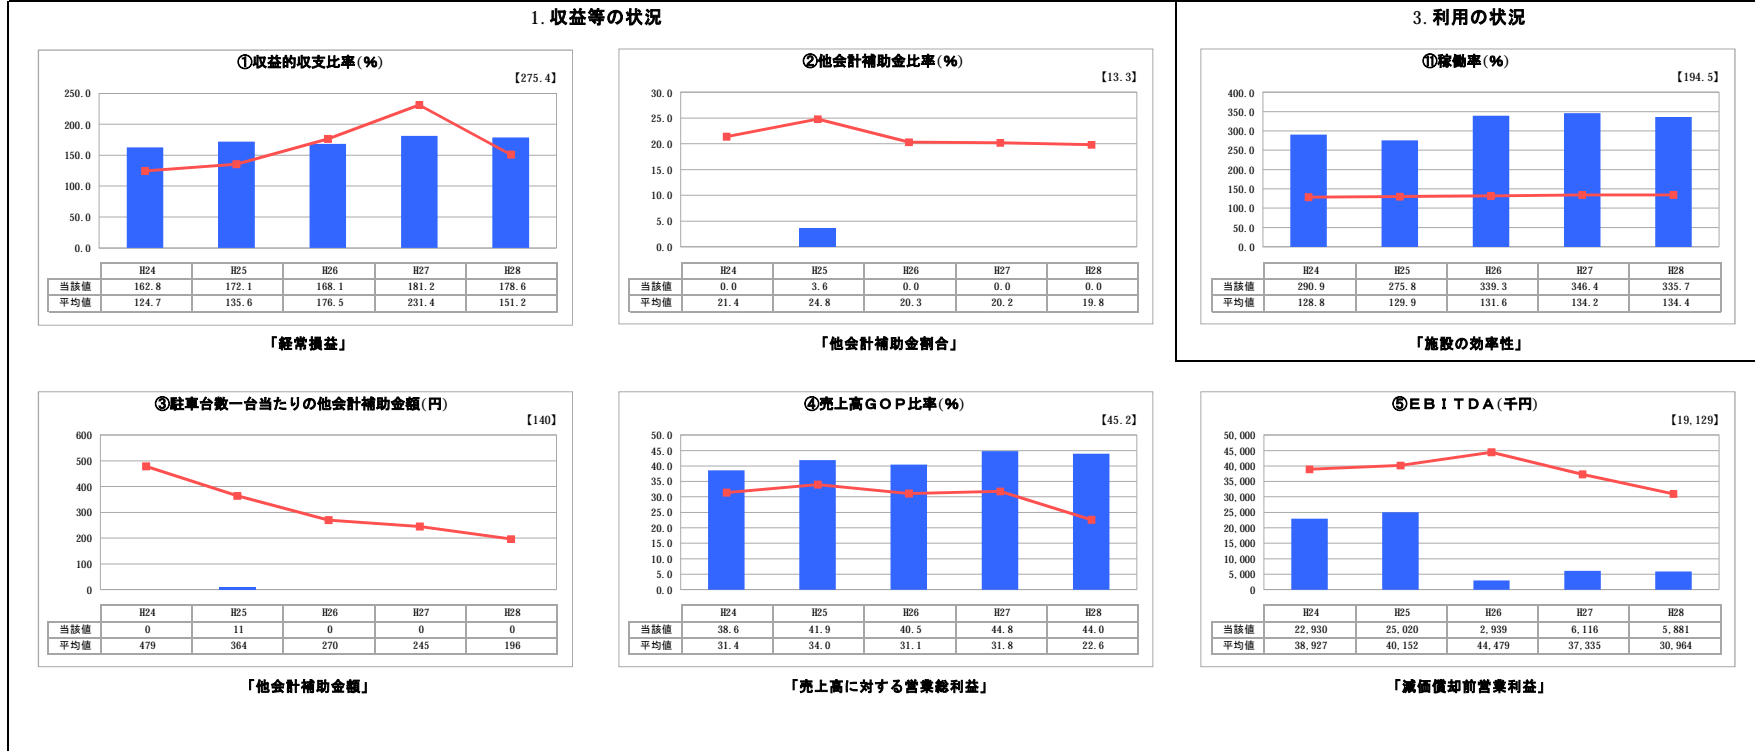 1. 収益等の状況
3. 利用の状況
①収益的収支比率(%)
【275.4】
250.0
200.0
150.0
100.0
50.0
0.0
H24 H25 H26 H27 H28
当該値 162.8 172.1 168.1 181.2 178.6
平均値 124.7 135.6 176.5 231.4 151.2
「経常損益」
②他会計補助金比率(%)
【13.3】
30.0
25.0
20.0
15.0
10.0
5.0
0.0
H24 H25 H26 H27 H28
当該値 0.0 3.6 0.0 0.0 0.0
平均値 21.4 24.8 20.3 20.2 19.8
「他会計補助金割合」
⑪稼働率(%)
【194.5】
400.0
350.0
300.0
250.0
200.0
150.0
100.0
50.0
0.0
H24 H25 H26 H27 H28
当該値 290.9 275.8 339.3 346.4 335.7
平均値 128.8 129.9 131.6 134.2 134.4
「施設の効率性」
③駐車台数一台当たりの他会計補助金額(円)
【140】
600
500
400
300
200
100
0
H24 H25 H26 H27 H28
当該値 0 11 0 0 0
平均値 479 364 270 245 196
「他会計補助金額」
④売上高GOP比率(%)
【45.2】
50.0
45.0
40.0
35.0
30.0
25.0
20.0
15.0
10.0
5.0
0.0
H24 H25 H26 H27 H28
当該値 38.6 41.9 40.5 44.8 44.0
平均値 31.4 34.0 31.1 31.8 22.6
「売上高に対する営業総利益」
⑤EBITDA(千円)
【19,129】
50,000
45,000
40,000
35,000
30,000
25,000
20,000
15,000
10,000
5,000
0
H24 H25 H26 H27 H28
当該値 22,930 25,020 2,939 6,116 5,881
平均値 38,927 40,152 44,479 37,335 30,964
「減価償却前営業利益」